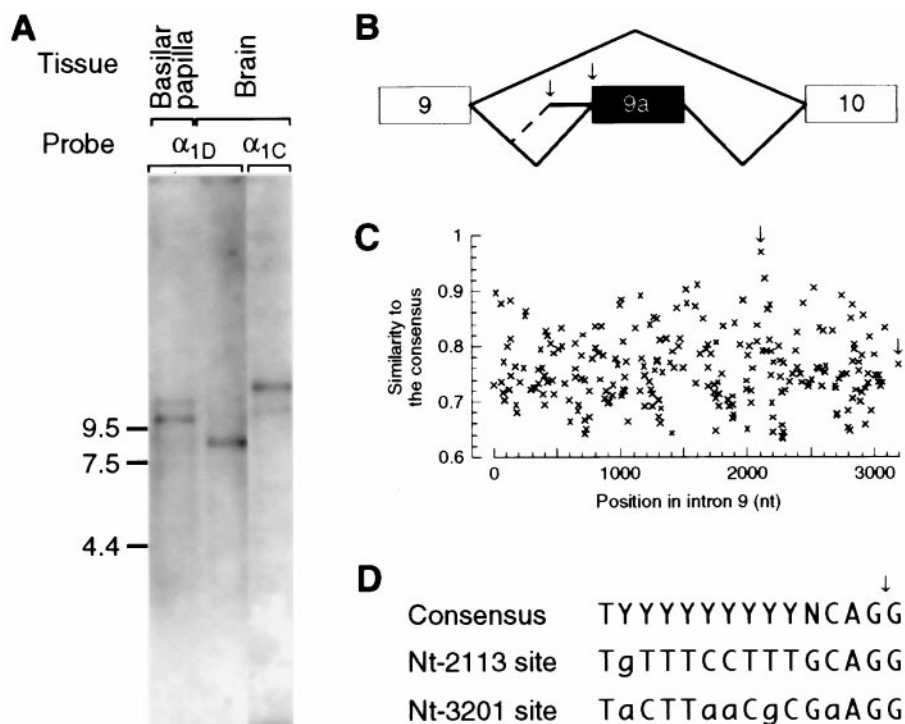 A
Tissue
Basilar
papilla
Brain
Probe
α1D
α1C
9.5
7.5
4.4
B
9
9a
10
C
Similarity to
the consensus
1
0.9
0.8
0.7
0.6
0
1000
2000
3000
Position in intron 9 (nt)
D
Consensus TYYYYYYYYYYNCAGG
Nt-2113 site TgTTTCCTTTGCAGG
Nt-3201 site TaCTTaaCgCGaAGG